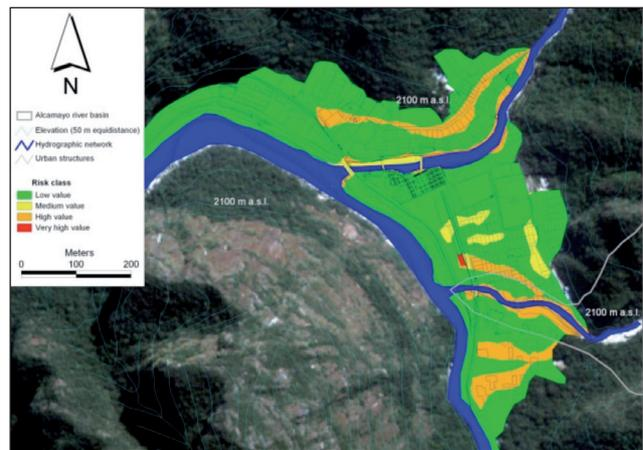 N
Alcamayo river basin
Elevation (50 m equidistance)
Hydrographic network
Urban structures
Risk class
Low value
Medium value
High value
Very high value
Meters
0 100 200
2100 m a.s.l.
2100 m a.s.l.
2100 m a.s.l.